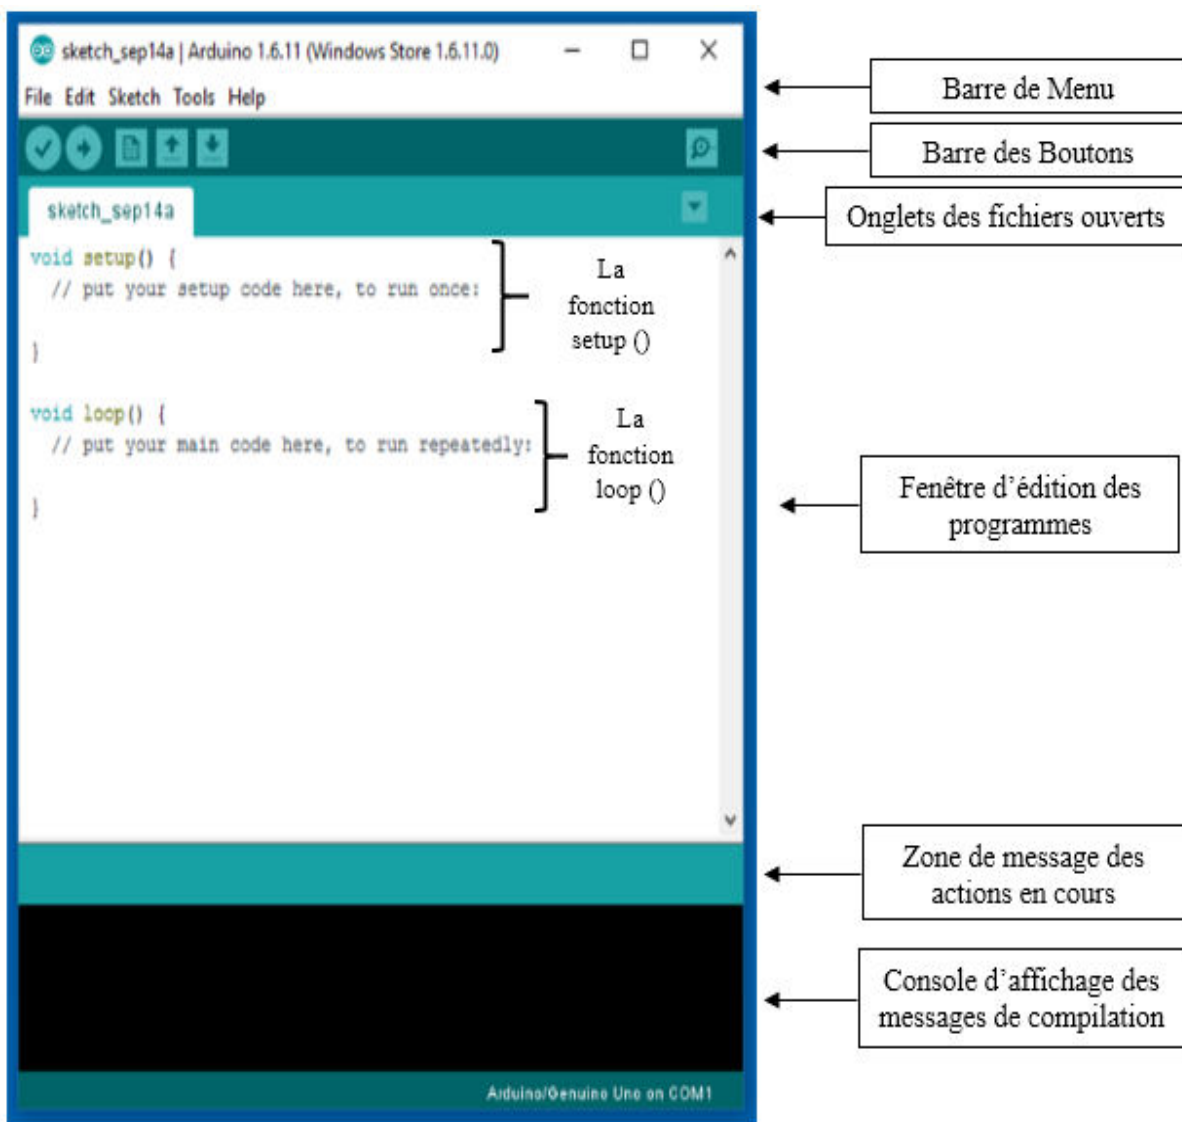 sketch_sep14a | Arduino 1.6.11 (Windows Store 1.6.11.0)
File Edit Sketch Tools Help
Barre de Menu
Barre des Boutons
sketch_sep14a
Onglets des fichiers ouverts
void setup() {
// put your setup code here, to run once:
}
La
fonction
setup ()
void loop() {
// put your main code here, to run repeatedly:
}
La
fonction
loop ()
Fenêtre d’édition des
programmes
Zone de message des
actions en cours
Console d’affichage des
messages de compilation
Arduino/Genuino Uno on COM1